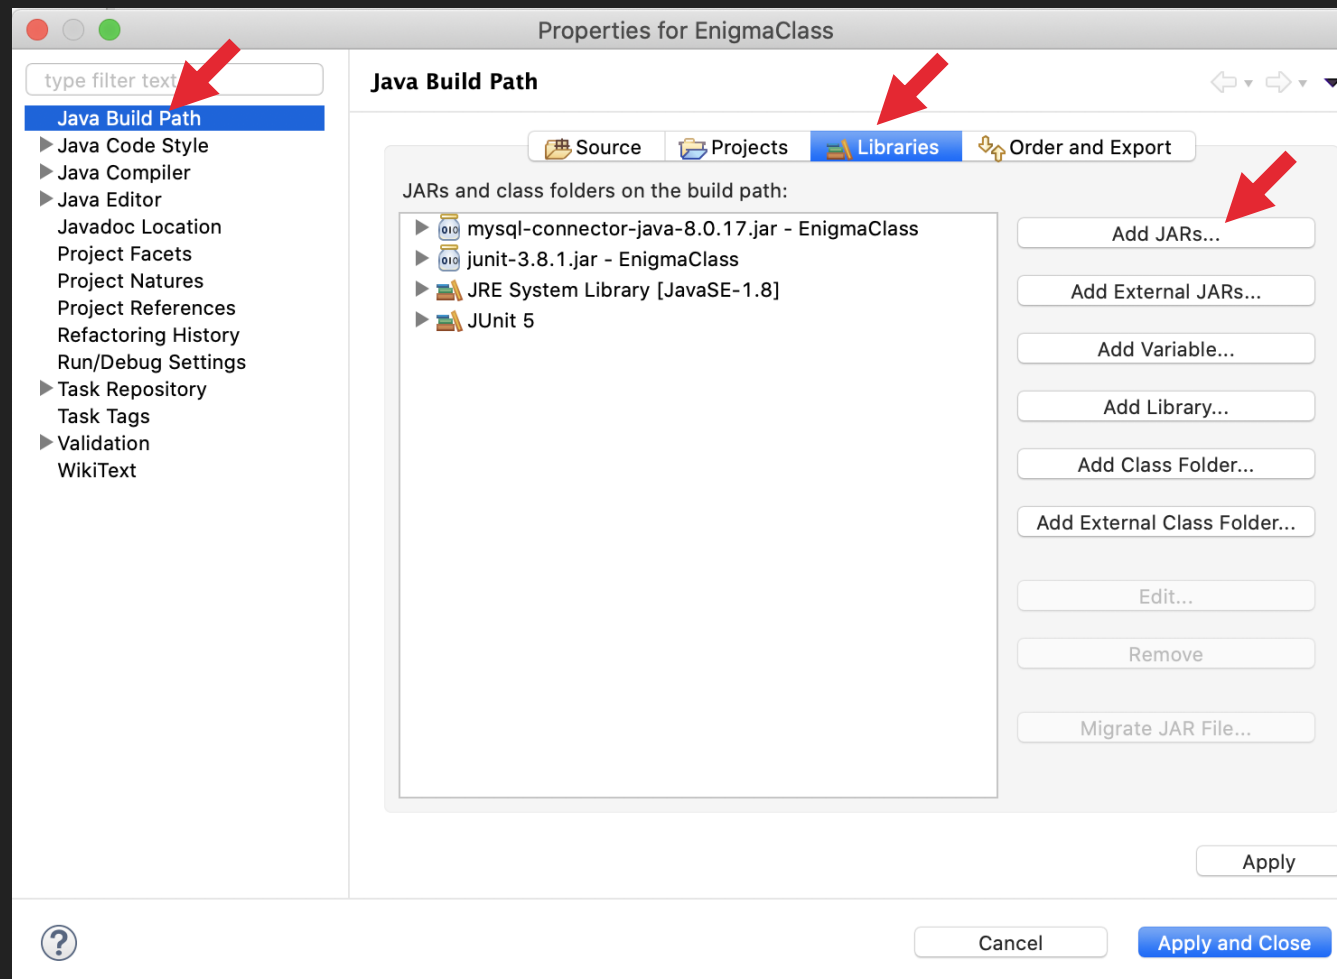 Properties for EnigmaClass
type filter text
Java Build Path
Java Code Style
Java Compiler
Java Editor
Javadoc Location
Project Facets
Project Natures
Project References
Refactoring History
Run/Debug Settings
Task Repository
Task Tags
Validation
WikiText
Java Build Path
Source Projects Libraries Order and Export
JARs and class folders on the build path:
mysql-connector-java-8.0.17.jar - EnigmaClass
junit-3.8.1.jar - EnigmaClass
JRE System Library [JavaSE-1.8]
JUnit 5
Add JARs...
Add External JARs...
Add Variable...
Add Library...
Add Class Folder...
Add External Class Folder...
Edit...
Remove
Migrate JAR File...
Apply
?
Cancel
Apply and Close